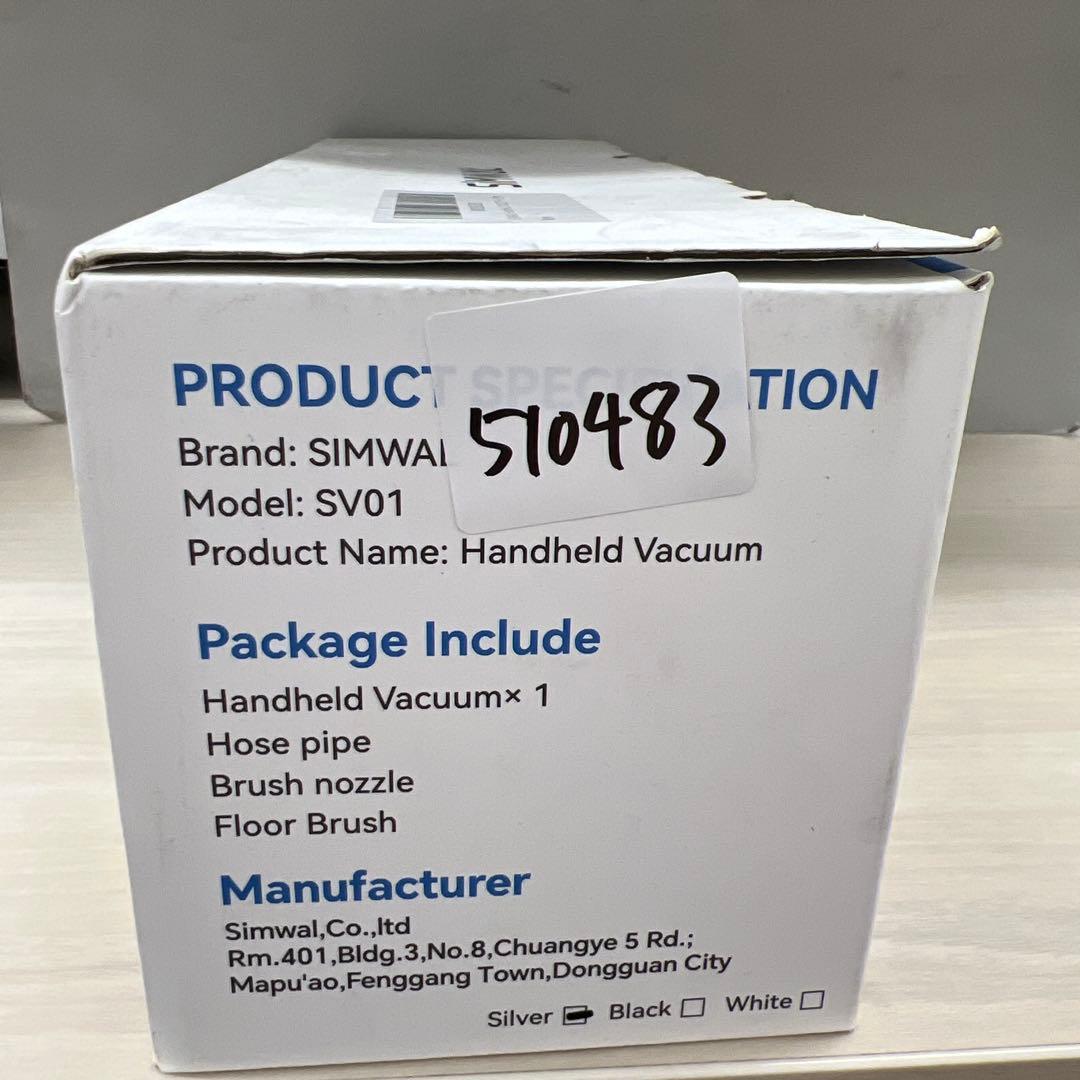 PRODUCT SPECIFICATION
510483
Brand: SIMWAL
Model: SV01
Product Name: Handheld Vacuum
Package Include
Handheld Vacuum× 1
Hose pipe
Brush nozzle
Floor Brush
Manufacturer
Simwal,Co.,ltd
Rm.401,Bldg.3,No.8,Chuangye 5 Rd.;
Mapu'ao,Fenggang Town,Dongguan City
Silver Black White